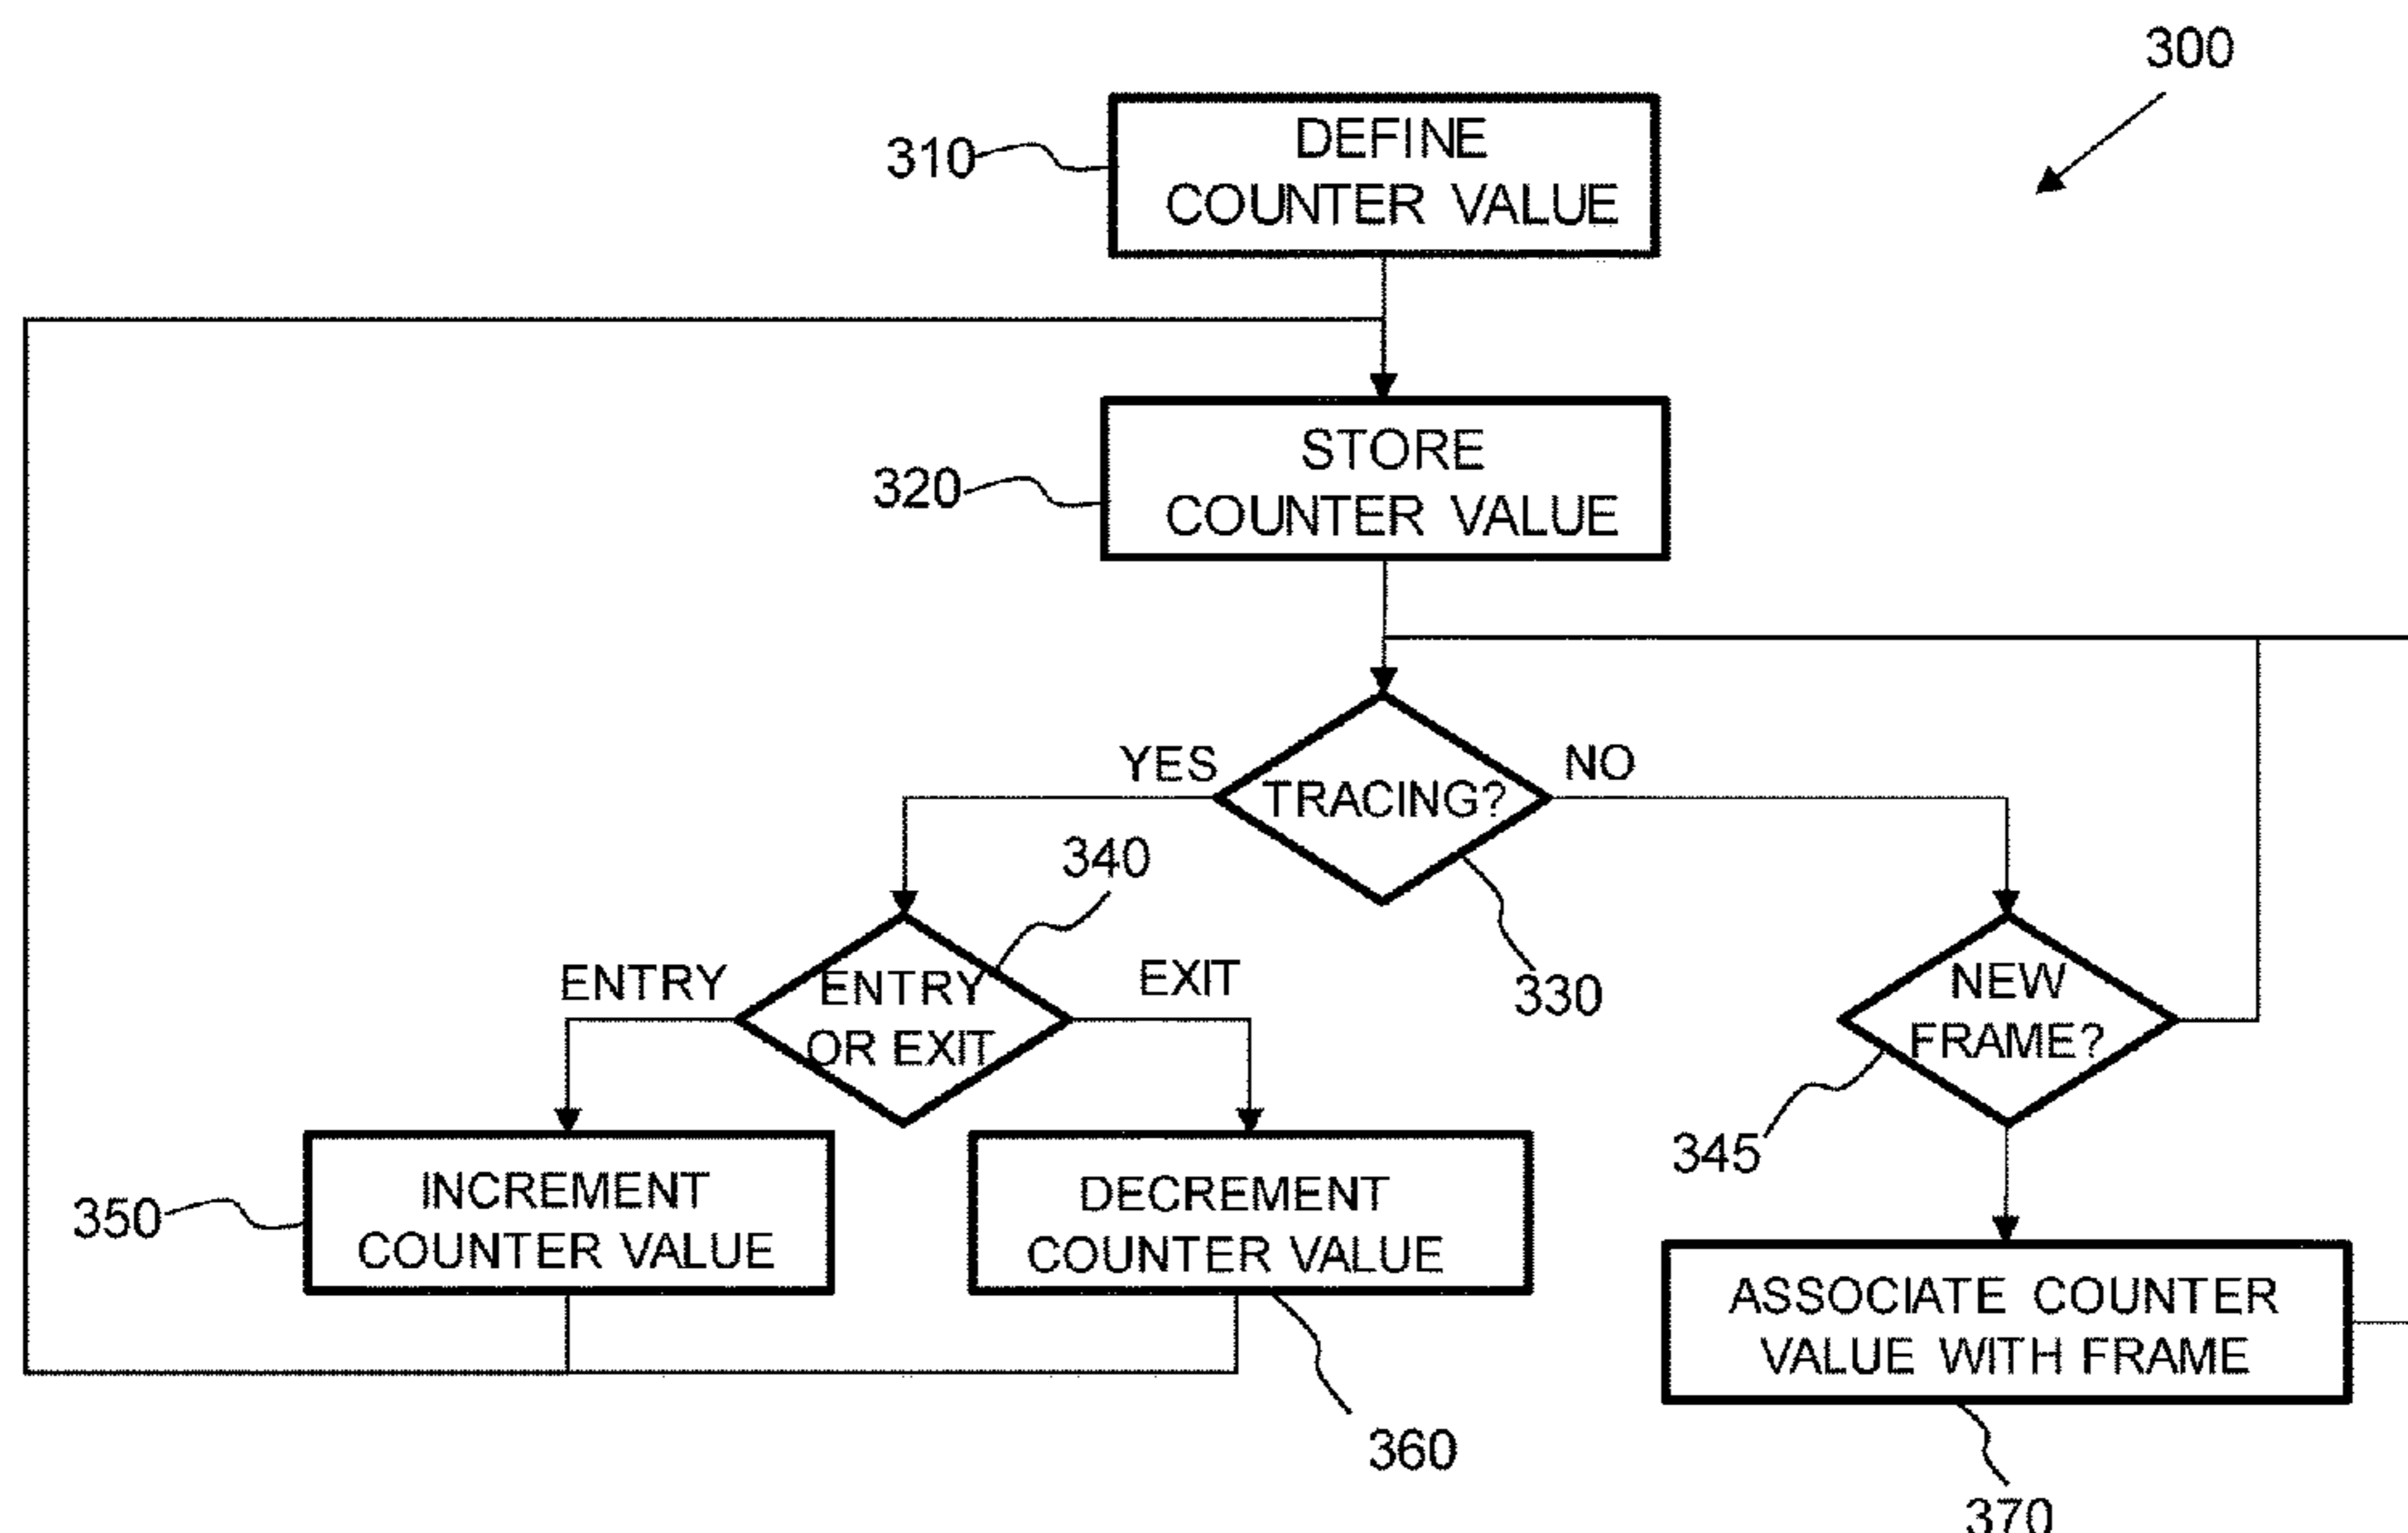 300
DEFINE
COUNTER VALUE
310
STORE
COUNTER VALUE
320
YES
TRACING?
NO
330
340
ENTRY
ENTRY
OR EXIT
EXIT
NEW
FRAME?
345
INCREMENT
COUNTER VALUE
350
DECREMENT
COUNTER VALUE
360
ASSOCIATE COUNTER
VALUE WITH FRAME
370